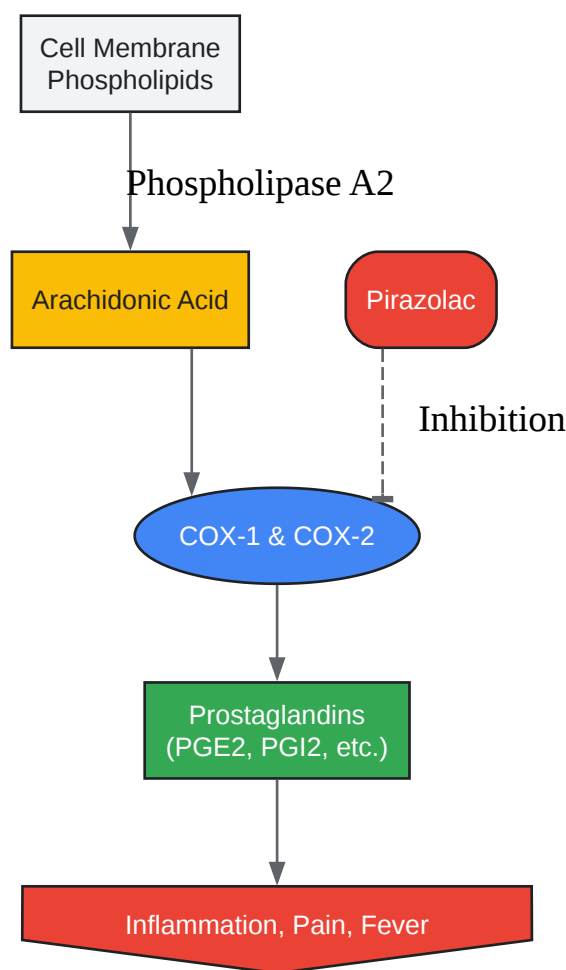 Cell Membrane
Phospholipids
Phospholipase A2
Arachidonic Acid
Pirazolac
Inhibition
COX-1 & COX-2
Prostaglandins
(PGE2, PGI2, etc.)
Inflammation, Pain, Fever